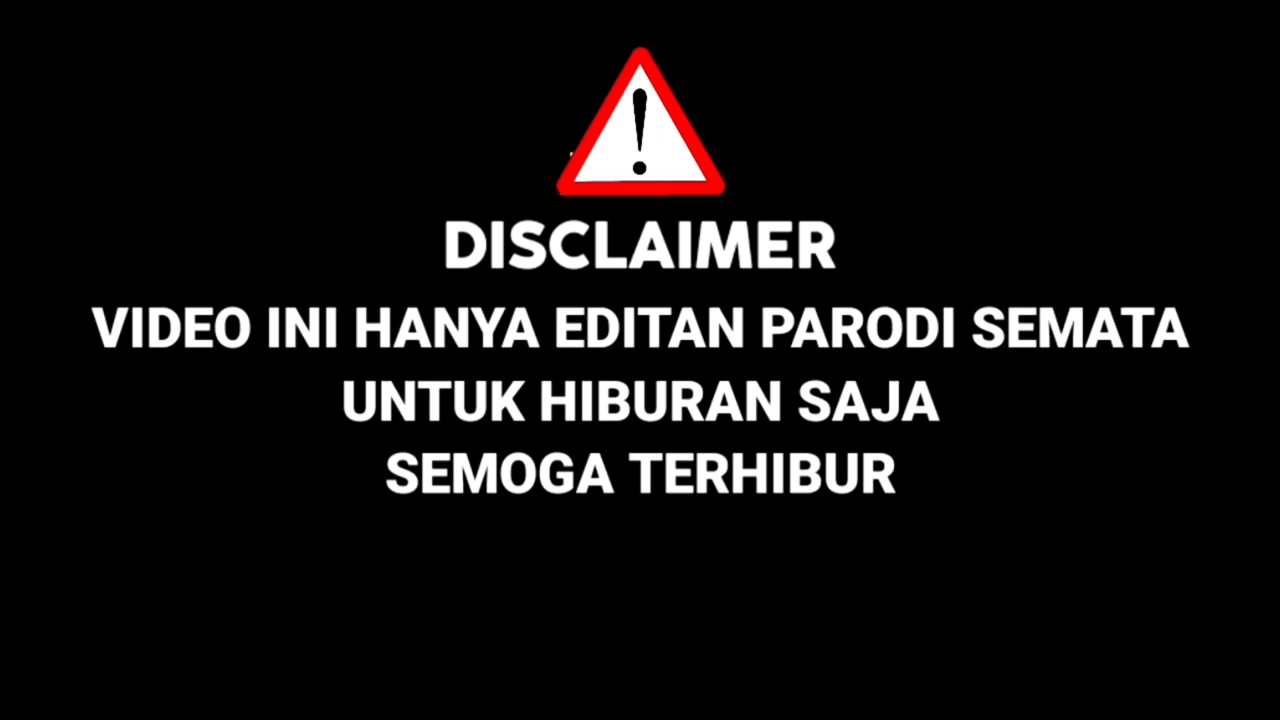 DISCLAIMER
VIDEO INI HANYA EDITAN PARODI SEMATA
UNTUK HIBURAN SAJA
SEMOGA TERHIBUR